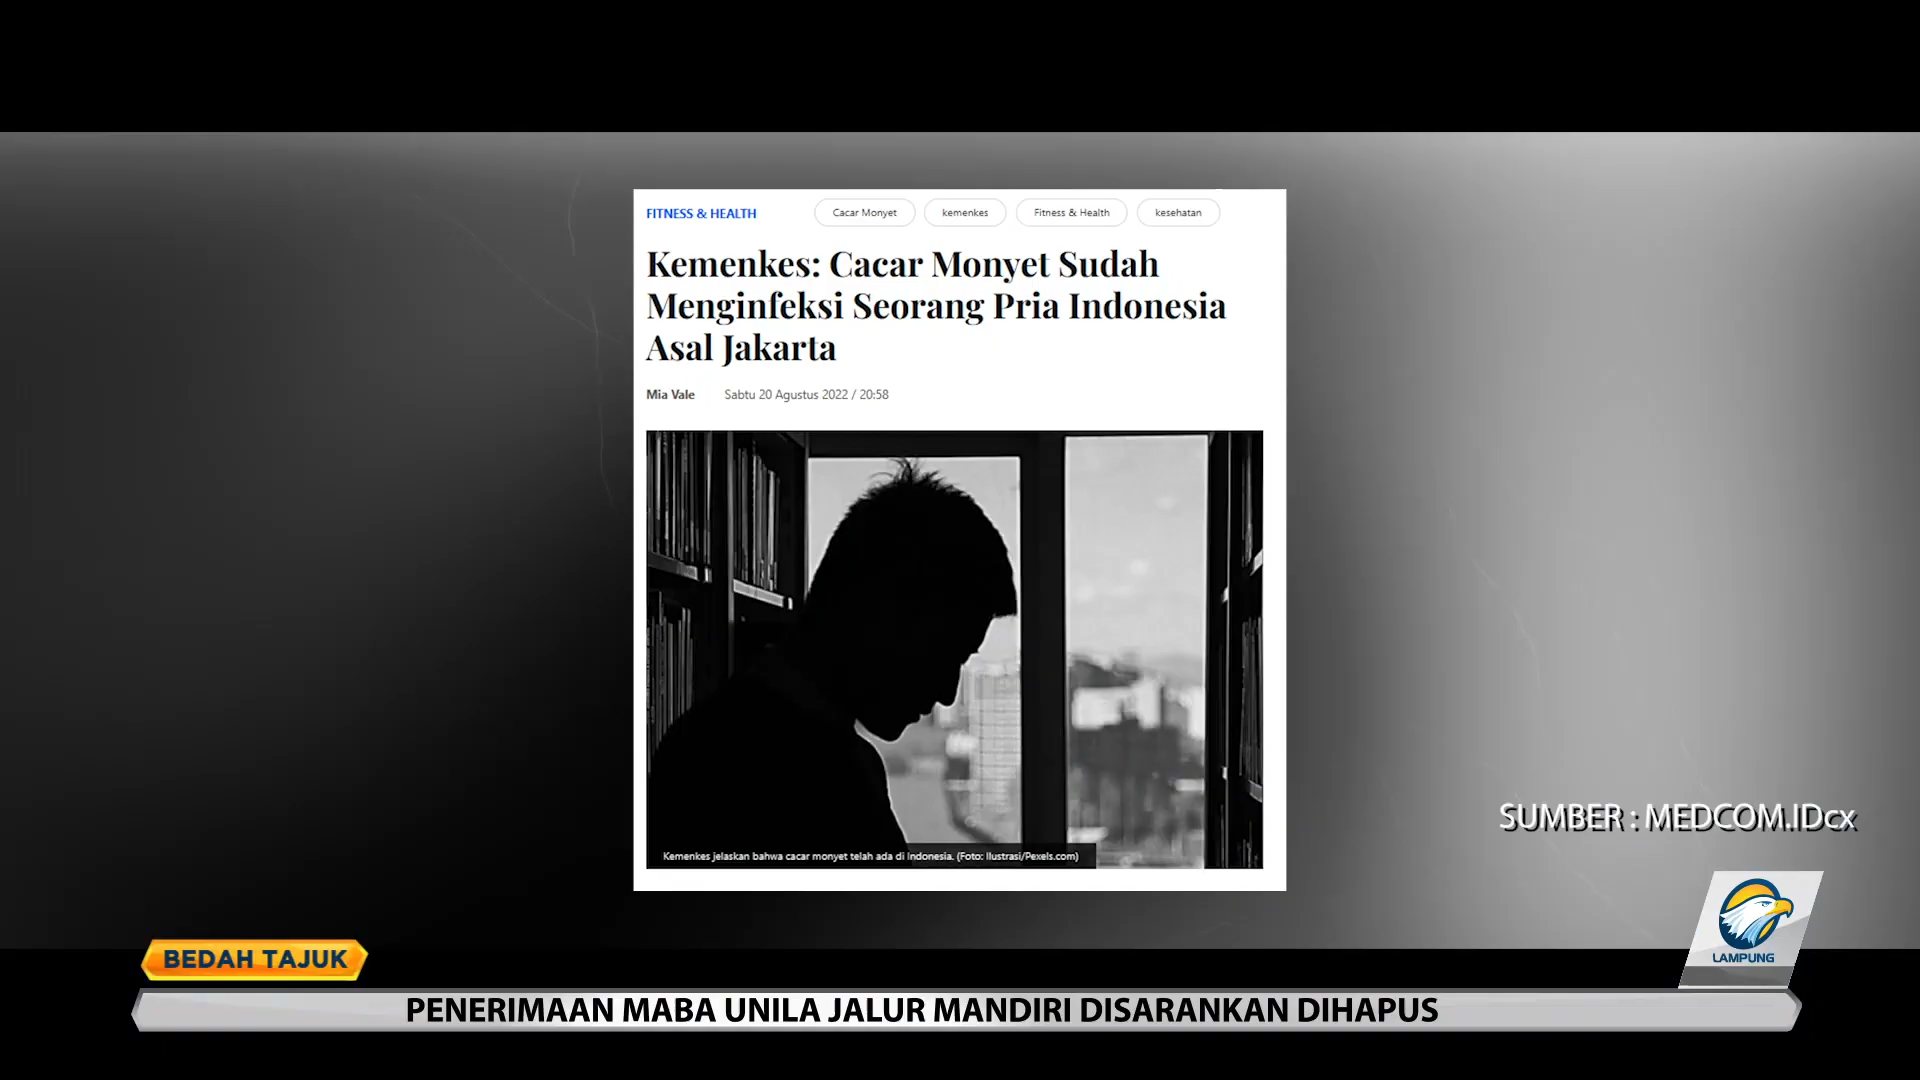 FITNESS & HEALTH
Cacar Monyet
kemenkes
Fitness & Health
kesehatan
Kemenkes: Cacar Monyet Sudah
Menginfeksi Seorang Pria Indonesia
Asal Jakarta
Mia Vale
Sabtu 20 Agustus 2022 / 20:58
Kemenkes jelaskan bahwa cacar monyet telah ada di Indonesia. (Foto: Ilustrasi/Pexels.com)
SUMBER : MEDCOM.IDcx
LAMPUNG
BEDAH TAJUK
PENERIMAAN MABA UNILA JALUR MANDIRI DISARANKAN DIHAPUS